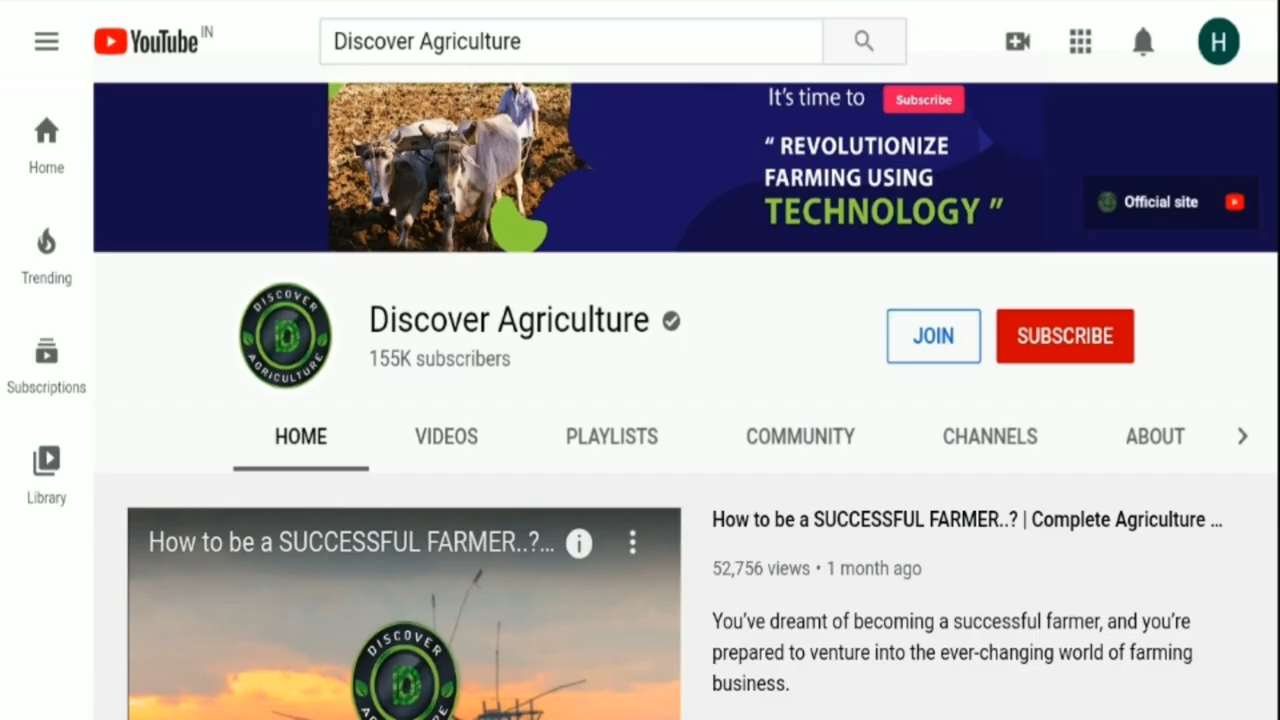 YouTube IN
Discover Agriculture
H
Home
Trending
Subscriptions
Library
It's time to Subscribe
“ REVOLUTIONIZE
FARMING USING
TECHNOLOGY ”
Official site
DISCOVER
D
AGRICULTURE
Discover Agriculture
155K subscribers
JOIN
SUBSCRIBE
HOME VIDEOS PLAYLISTS COMMUNITY CHANNELS ABOUT
How to be a SUCCESSFUL FARMER..?...
DISCOVER
D
How to be a SUCCESSFUL FARMER..? | Complete Agriculture ...
52,756 views • 1 month ago
You've dreamt of becoming a successful farmer, and you're
prepared to venture into the ever-changing world of farming
business.